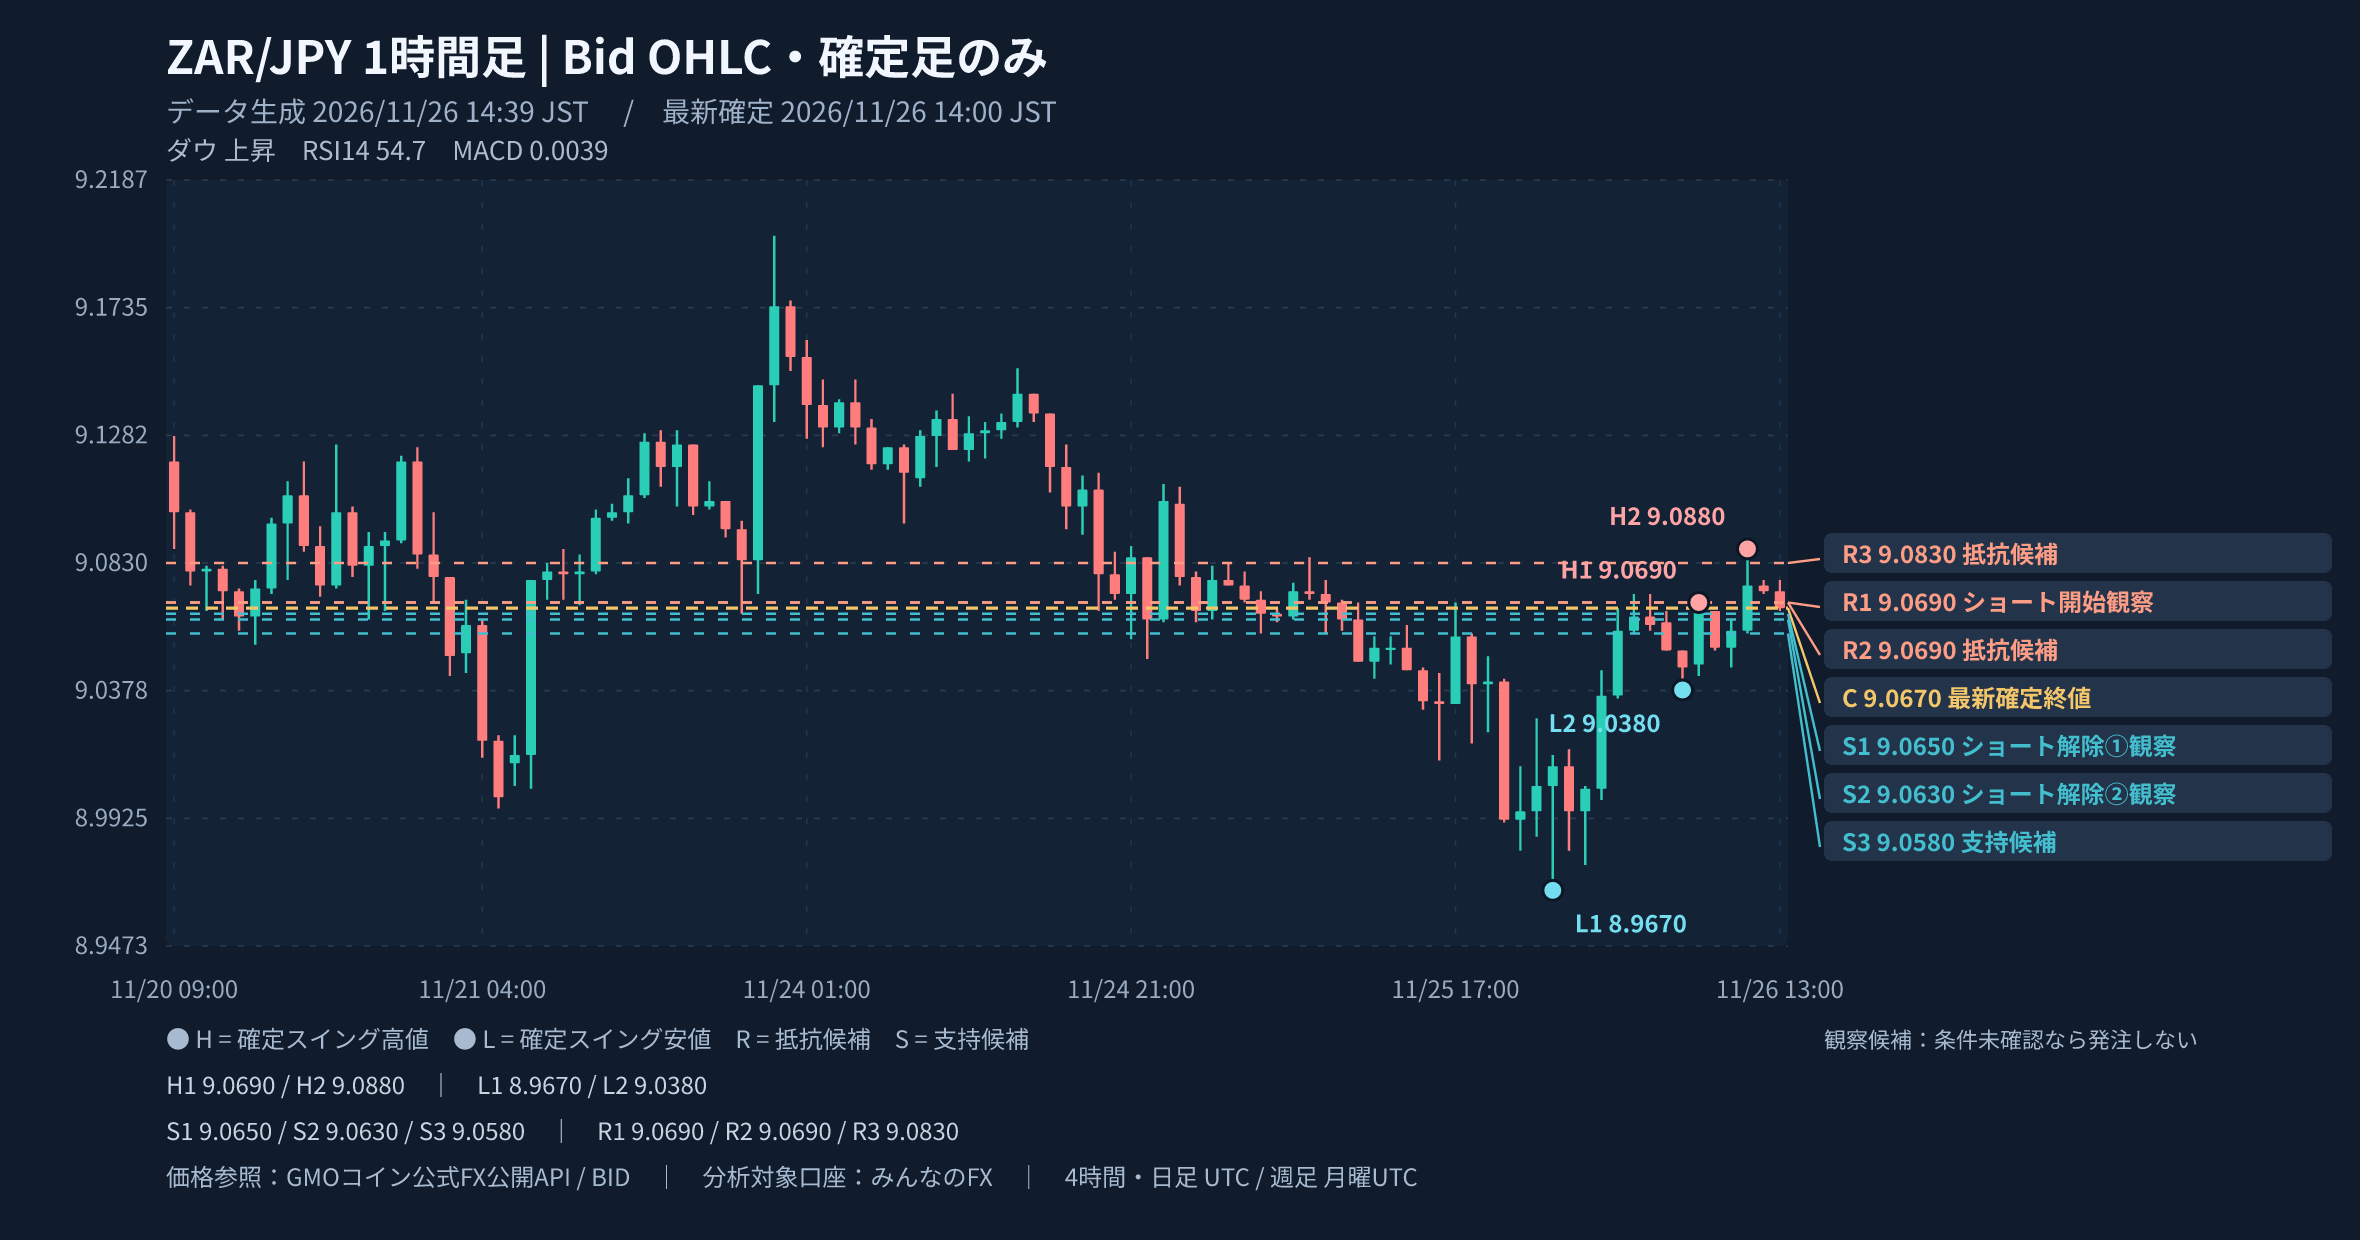 ZAR/JPY 1時間足 | Bid OHLC・確定足のみ
データ生成 2026/11/26 14:39 JST / 最新確定 2026/11/26 14:00 JST
ダウ 上昇 RSI14 54.7 MACD 0.0039
9.2187
9.1735
9.1282
9.0830
9.0378
8.9925
8.9473
H2 9.0880
H1 9.0690
L2 9.0380
L1 8.9670
R3 9.0830 抵抗候補
R1 9.0690 ショート開始観察
R2 9.0690 抵抗候補
C 9.0670 最新確定終値
S1 9.0650 ショート解除①観察
S2 9.0630 ショート解除②観察
S3 9.0580 支持候補
11/20 09:00
11/21 04:00
11/24 01:00
11/24 21:00
11/25 17:00
11/26 13:00
● H = 確定スイング高値 ● L = 確定スイング安値 R = 抵抗候補 S = 支持候補
観察候補：条件未確認なら発注しない
H1 9.0690 / H2 9.0880 ｜ L1 8.9670 / L2 9.0380
S1 9.0650 / S2 9.0630 / S3 9.0580 ｜ R1 9.0690 / R2 9.0690 / R3 9.0830
価格参照：GMOコイン公式FX公開API / BID ｜ 分析対象口座：みんなのFX ｜ 4時間・日足 UTC / 週足 月曜UTC